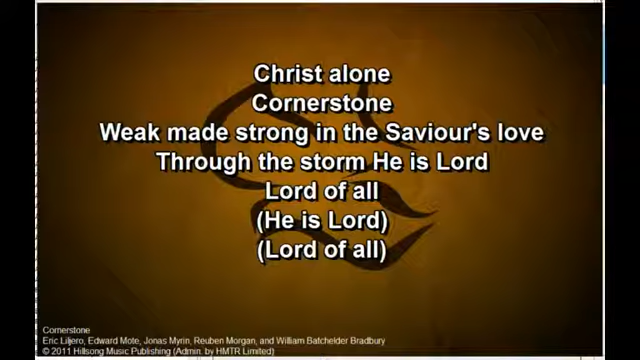 Christ alone
Cornerstone
Weak made strong in the Saviour's love
Through the storm He is Lord
Lord of all
(He is Lord)
(Lord of all)
Cornerstone
Eric Liljero, Edward Mote, Jonas Myrin, Reuben Morgan, and William Batchelder Bradbury
© 2011 Hillsong Music Publishing (Admin. by HMTR Limited)